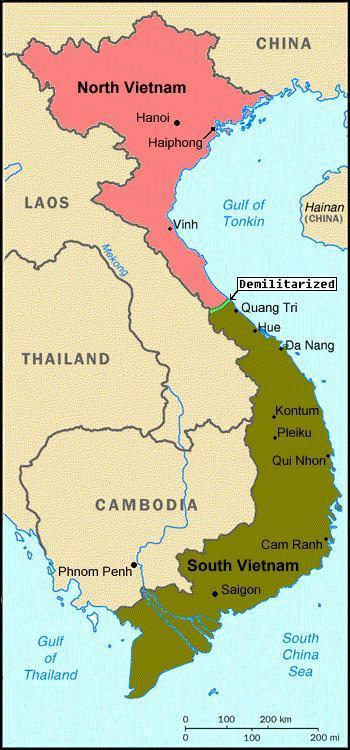 CHINA
North Vietnam
Hanoi
Haiphong
LAOS
Gulf of
Tonkin
Hainan
(CHINA)
Vinh
Mekong
Demilitarized
Quang Tri
Hue
Da Nang
THAILAND
Kontum
Pleiku
Qui Nhon
CAMBODIA
Cam Ranh
South Vietnam
Phnom Penh
Saigon
Gulf
of
Thailand
South
China
Sea
0 100 200 km
0 100 200 mi